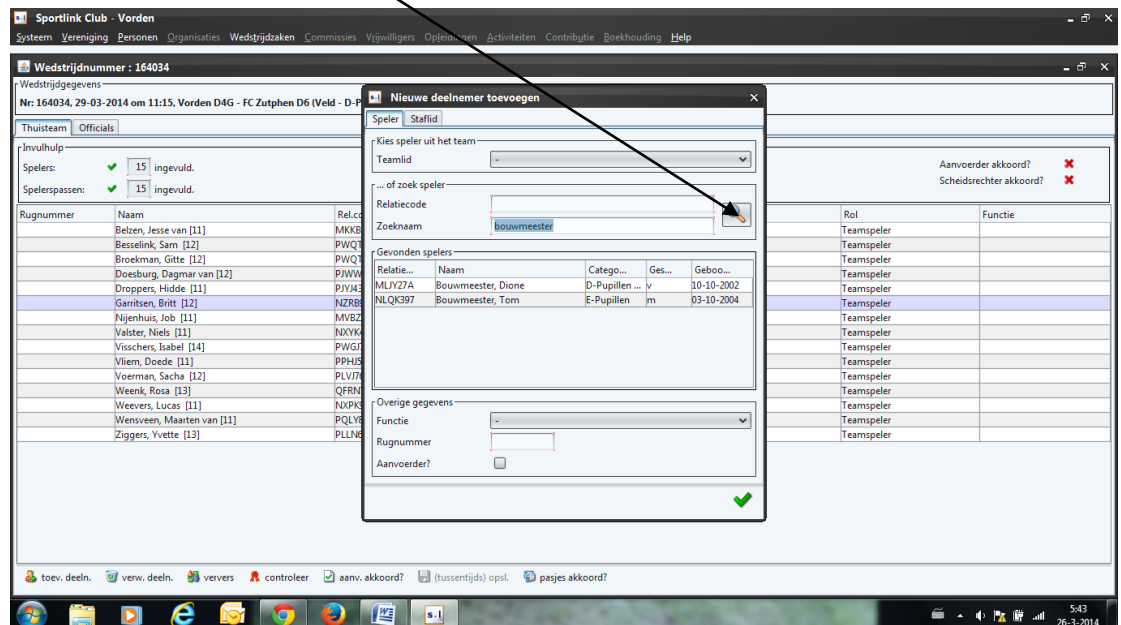 Sportlink Club - Vorden
Systeem Vereniging Personen Organisaties Wedstrijdzaken Commissies Vrijwilligers Opleidingen Activiteiten Contributie Boekhouding Help
Wedstrijdnummer : 164034
Wedstrijdgegevens
Nr: 164034, 29-03-2014 om 11:15, Vorden D4G - FC Zutphen D6 (Veld - D-P
Thuisteam Officials
Invulhulp
Spelers: 15 ingevuld.
Spelerspassen: 15 ingevuld.
Aanvoerder akkoord?
Scheidsrechter akkoord?
Rugnummer Naam Rel.co Rol Functie
Belzen, Jesse van [11] MKKB Teamspeler
Besselink, Sam [12] PWQT Teamspeler
Broekman, Gitte [12] PWQT Teamspeler
Doesburg, Dagmar van [12] PJWW Teamspeler
Droppers, Hidde [11] PJYJ43 Teamspeler
Garritsen, Britt [12] Teamspeler
Nijenhuis, Job [11] MVBZ Teamspeler
Valster, Niels [11] Teamspeler
Visschers, Isabel [14] Teamspeler
Vliem, Doede [11] Teamspeler
Voerman, Sacha [12] Teamspeler
Weenk, Rosa [13] Teamspeler
Weevers, Lucas [11] Teamspeler
Wensveen, Maarten van [11] Teamspeler
Ziggers, Yvette [13] Teamspeler
Nieuwe deelnemer toevoegen
Speler Staflid
Kies speler uit het team
Teamlid -
... of zoek speler
Relatiecode
Zoeknaam bouwmeester
Gevonden spelers
Relatie... Naam Catego... Ges... Geboo...
MLJY27A Bouwmeester, Dione D-Pupillen ... v 10-10-2002
NLQK397 Bouwmeester, Tom E-Pupillen m 03-10-2004
Overige gegevens
Functie -
Rugnummer
Aanvoerder?
toev. deeln. verw. deeln. ververs controleer aanv. akkoord? (tussentijds) opsl. pasjes akkoord?
s.l
5:43
26-3-2014